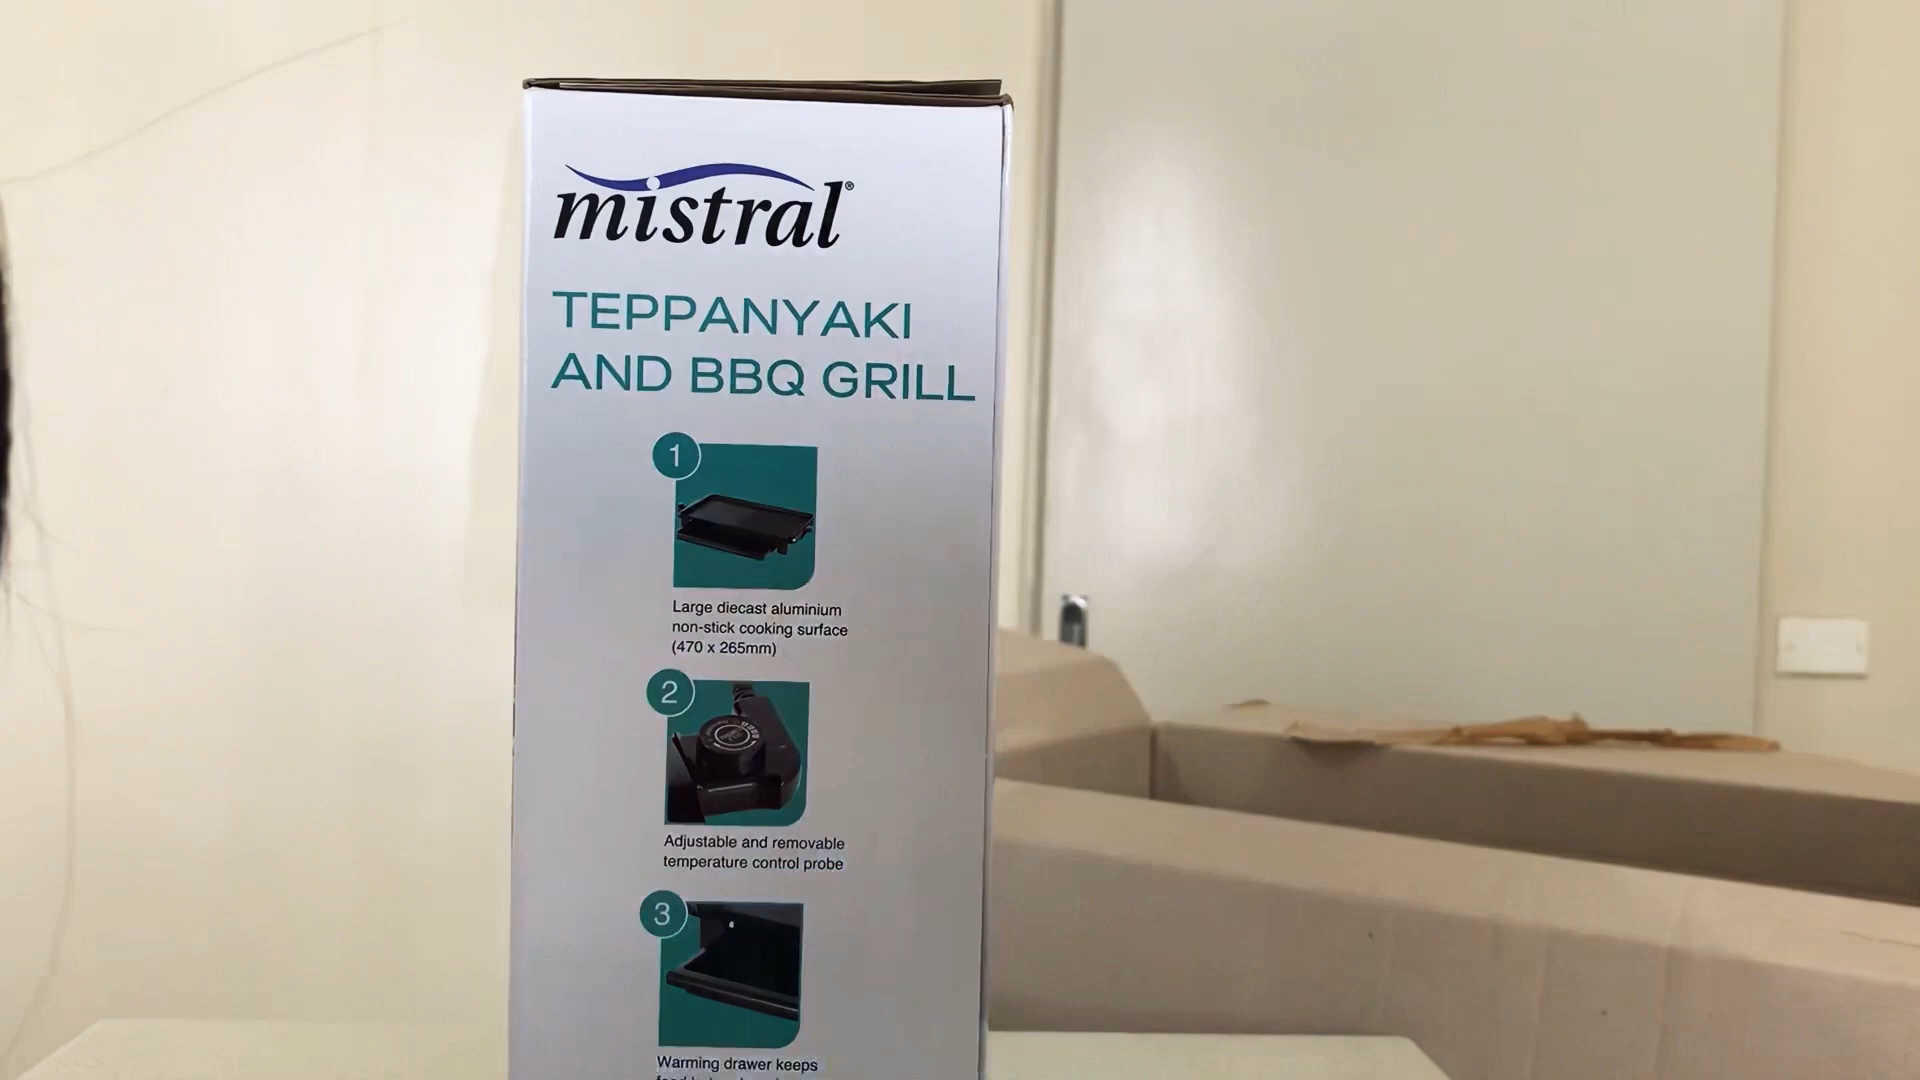 mistral®
TEPPANYAKI
AND BBQ GRILL
1
Large diecast aluminium
non-stick cooking surface
(470 x 265mm)
2
Adjustable and removable
temperature control probe
3
Warming drawer keeps